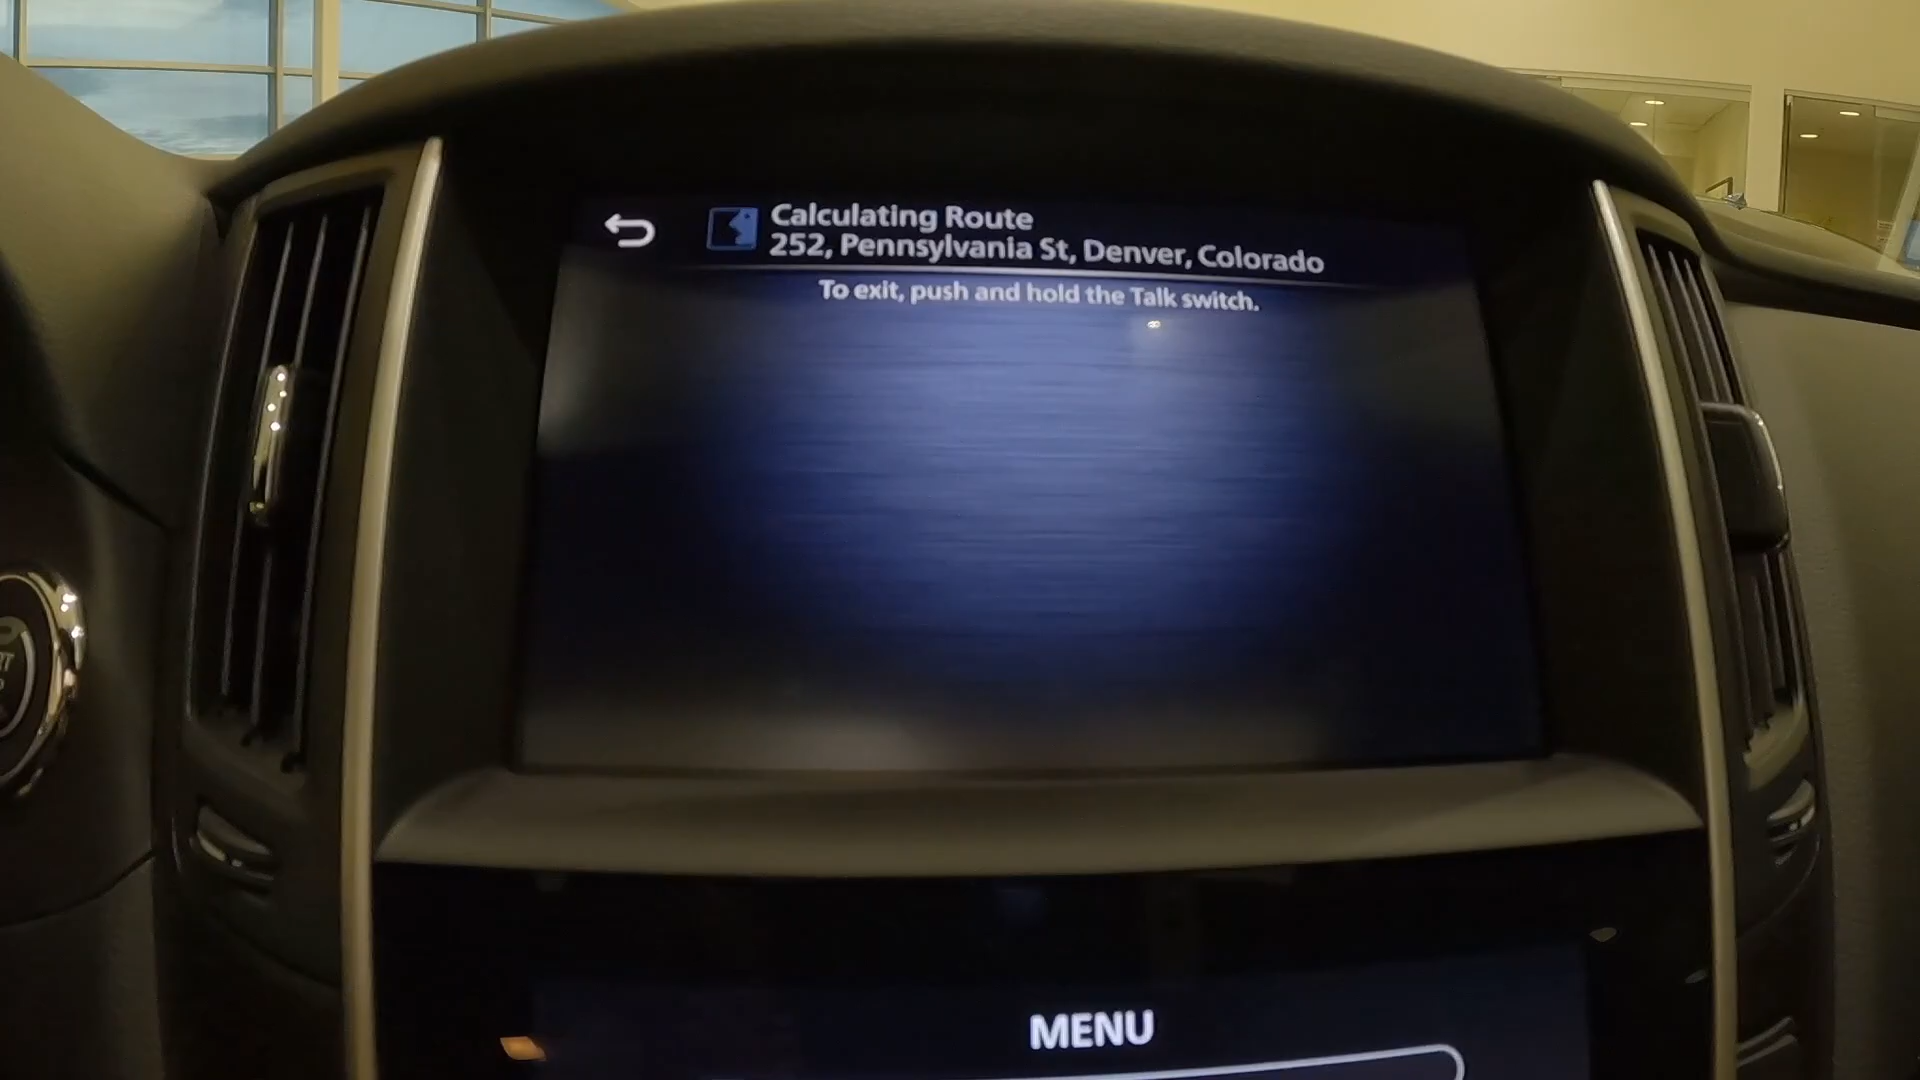 Calculating Route
252, Pennsylvania St, Denver, Colorado
To exit, push and hold the Talk switch.
MENU